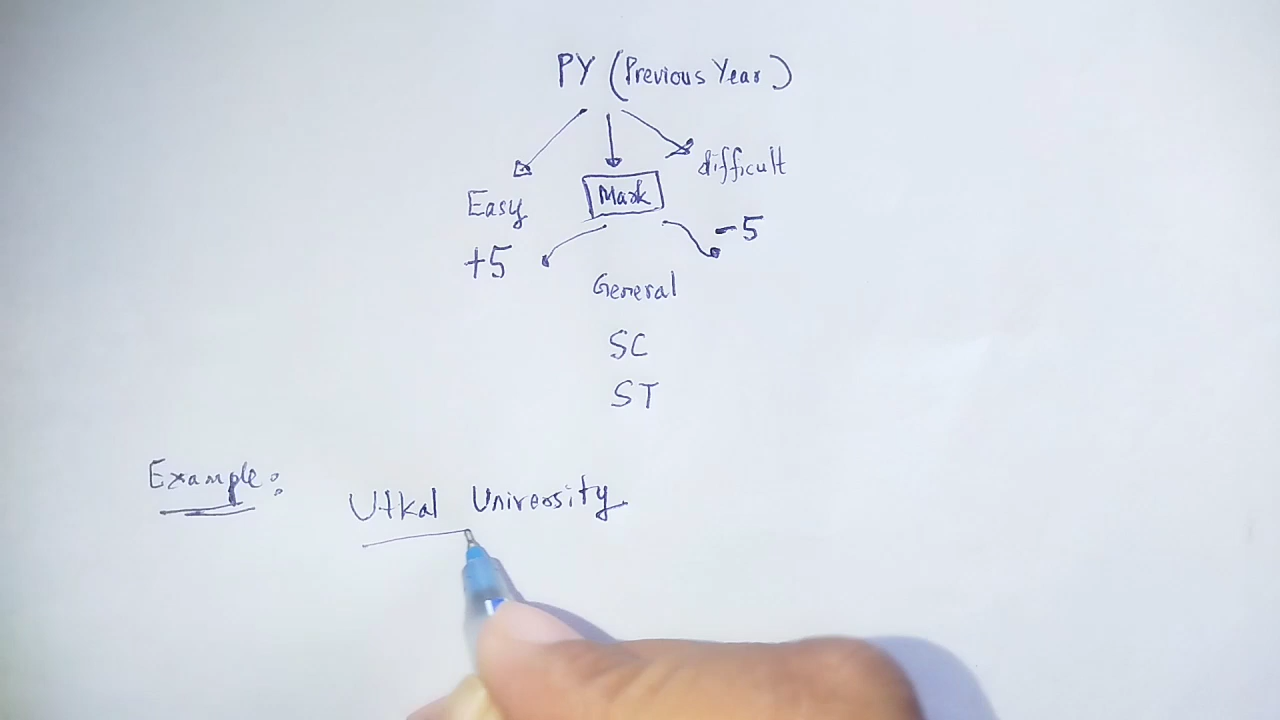 PY (Previous Year)
difficult
Mark
Easy
-5
+5
General
SC
ST
Example:
Utkal University